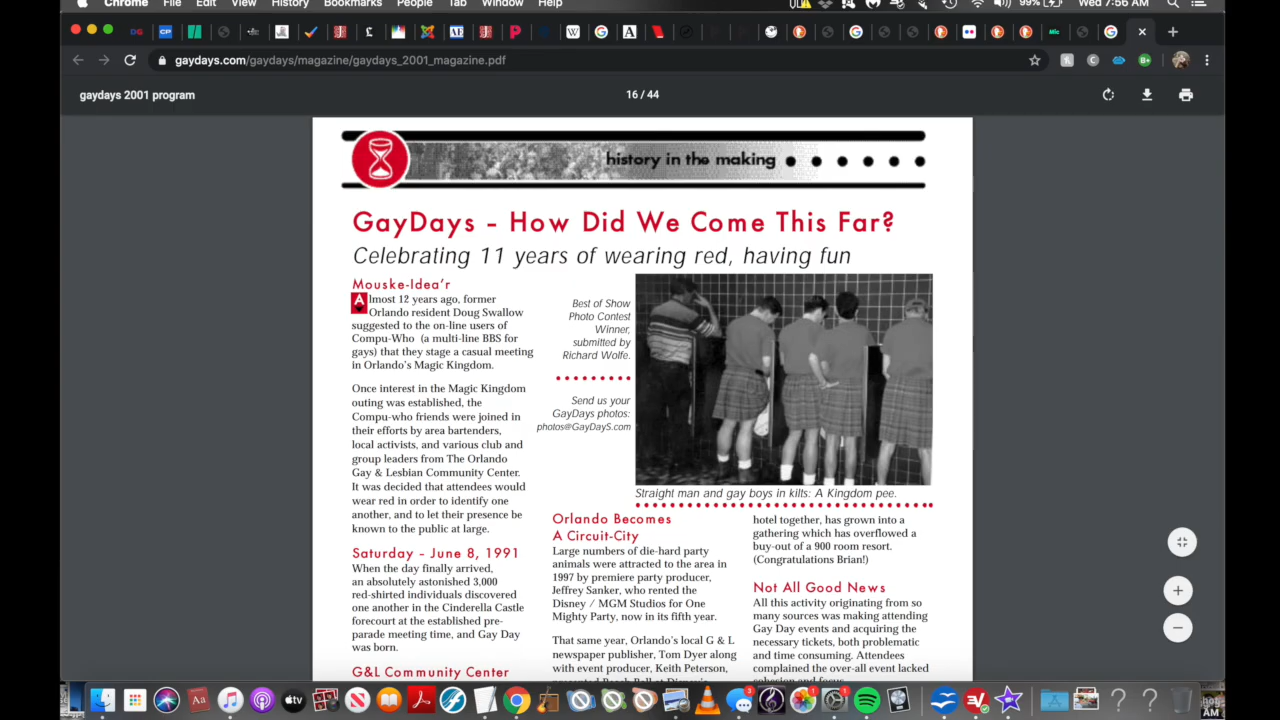 Chrome File Edit View History Bookmarks People Tab Window Help 99% Wed 7:56 AM
gaydays.com/gaydays/magazine/gaydays_2001_magazine.pdf
gaydays 2001 program
16 / 44
history in the making
GayDays - How Did We Come This Far?
Celebrating 11 years of wearing red, having fun
Mouske-Idea'r
Almost 12 years ago, former
Orlando resident Doug Swallow
suggested to the on-line users of
Compu-Who (a multi-line BBS for
gays) that they stage a casual meeting
in Orlando's Magic Kingdom.
Once interest in the Magic Kingdom
outing was established, the
Compu-who friends were joined in
their efforts by area bartenders,
local activists, and various club and
group leaders from The Orlando
Gay & Lesbian Community Center.
It was decided that attendees would
wear red in order to identify one
another, and to let their presence be
known to the public at large.
Saturday - June 8, 1991
When the day finally arrived,
an absolutely astonished 3,000
red-shirted individuals discovered
one another in the Cinderella Castle
forecourt at the established pre-
parade meeting time, and Gay Day
was born.
G&L Community Center
Best of Show
Photo Contest
Winner,
submitted by
Richard Wolfe.
Send us your
GayDays photos:
photos@GayDayS.com
Straight man and gay boys in kilts: A Kingdom pee.
Orlando Becomes
A Circuit-City
Large numbers of die-hard party
animals were attracted to the area in
1997 by premiere party producer,
Jeffrey Sanker, who rented the
Disney / MGM Studios for One
Mighty Party, now in its fifth year.
That same year, Orlando's local G & L
newspaper publisher, Tom Dyer along
with event producer, Keith Peterson,
hotel together, has grown into a
gathering which has overflowed a
buy-out of a 900 room resort.
(Congratulations Brian!)
Not All Good News
All this activity originating from so
many sources was making attending
Gay Day events and acquiring the
necessary tickets, both problematic
and time consuming. Attendees
complained the over-all event lacked